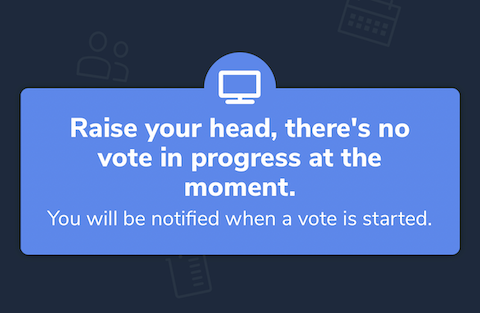 Raise your head, there's no
vote in progress at the
moment.
You will be notified when a vote is started.